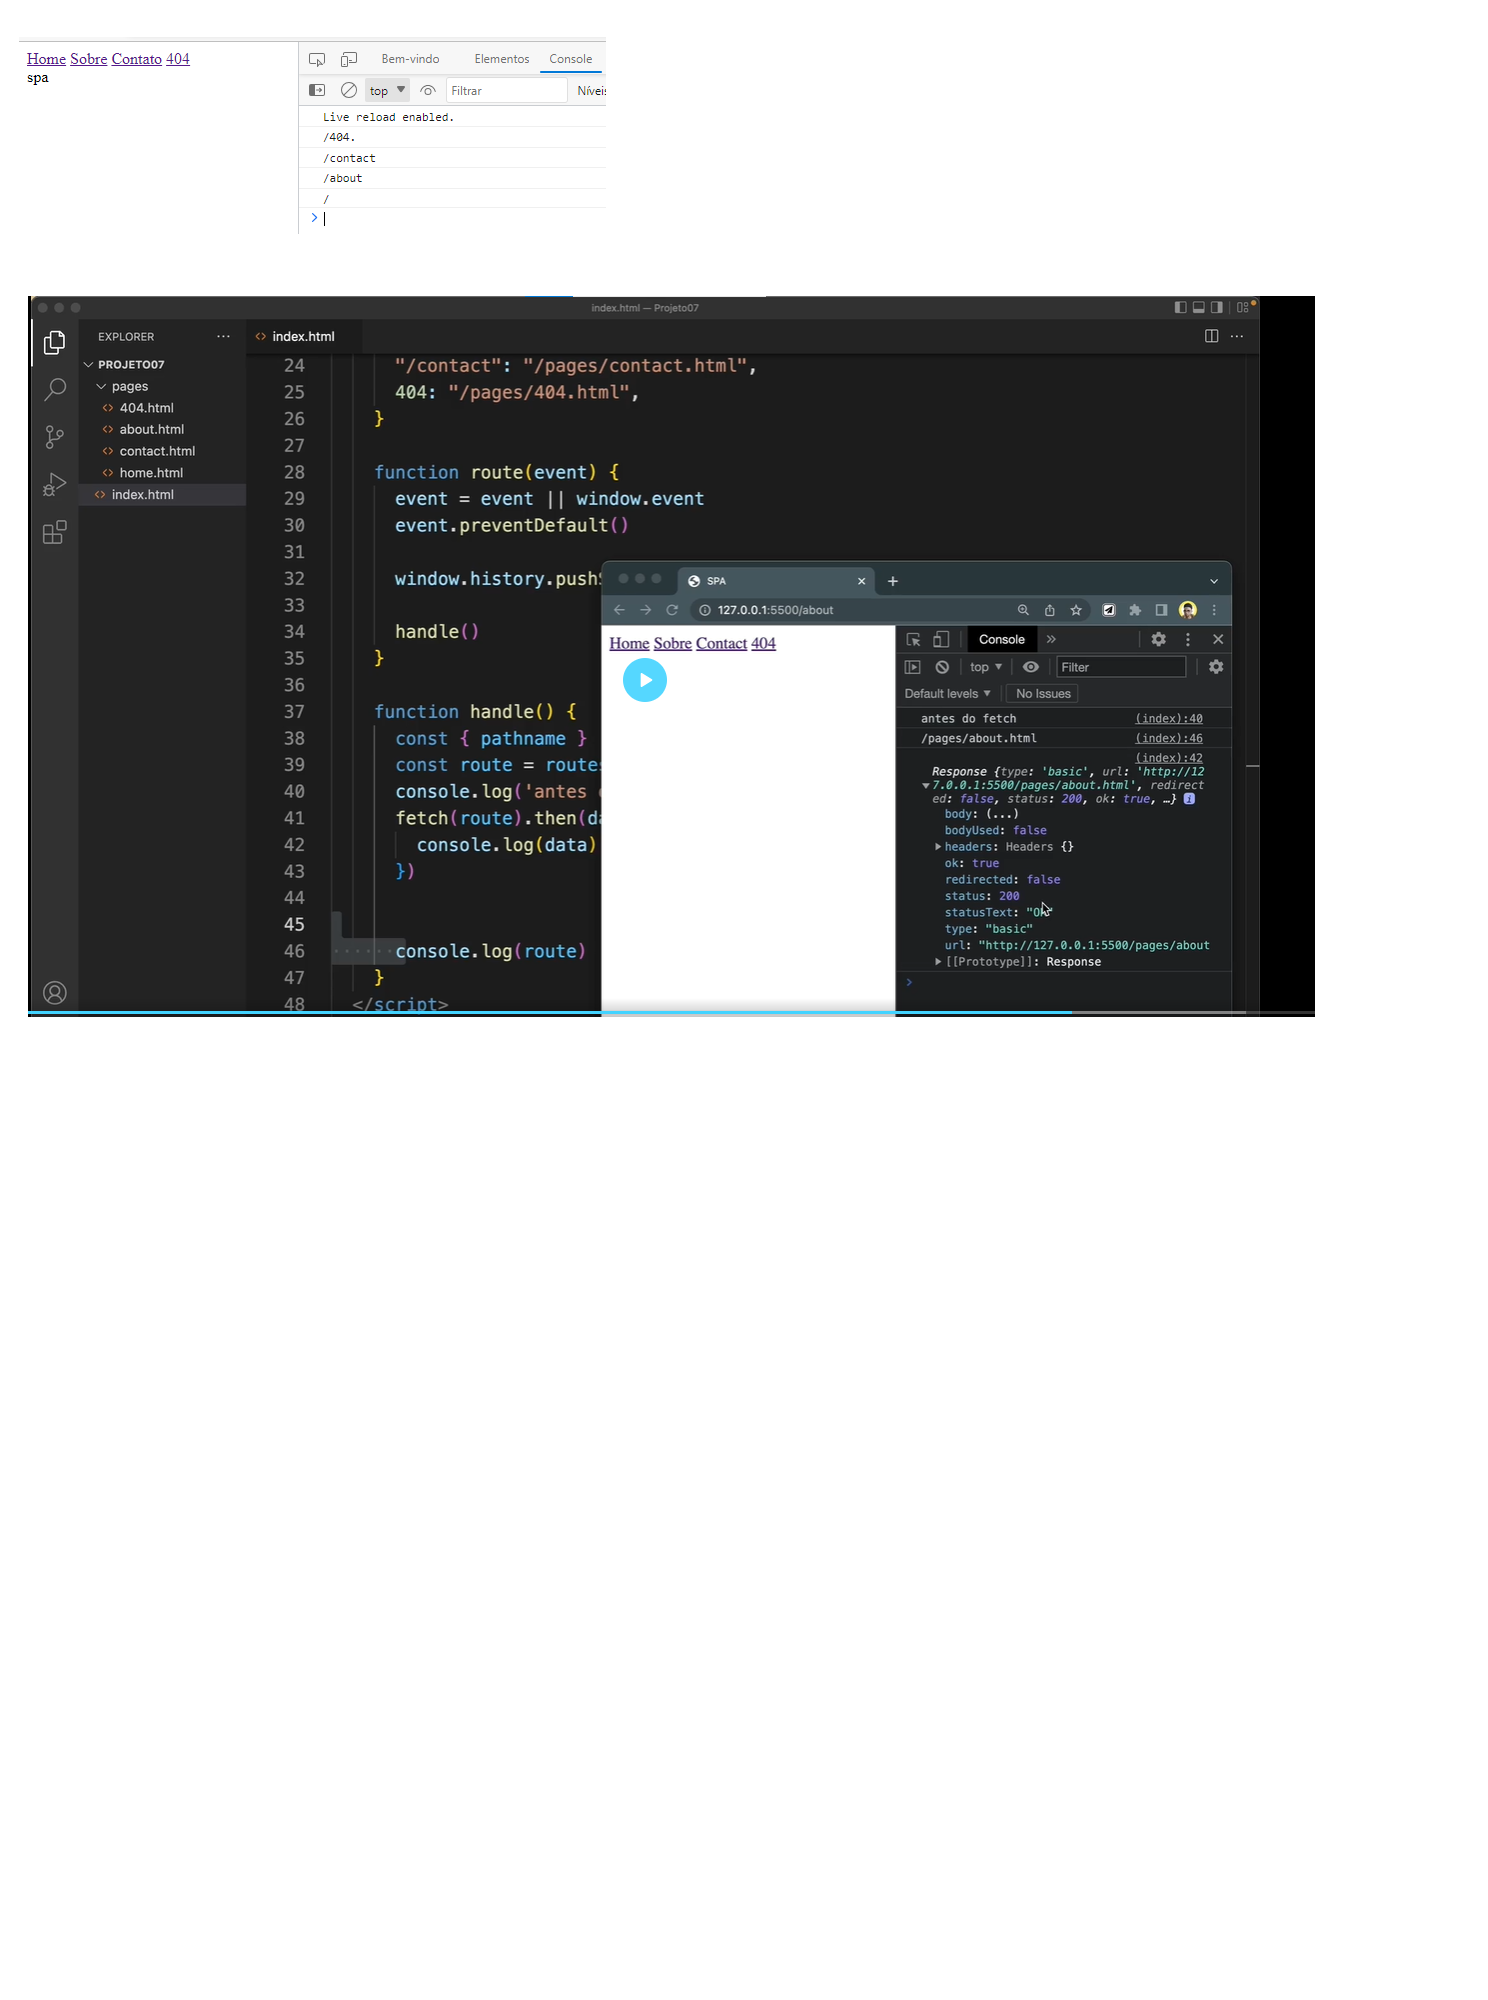 Home Sobre Contato 404
spa
Bem-vindo Elementos Console
top Filtrar Níveis
Live reload enabled.
/404.
/contact
/about
/
>
index.html — Projeto07
EXPLORER ···
index.html
PROJETO07
pages
404.html
about.html
contact.html
home.html
index.html
24 "/contact": "/pages/contact.html",
25 404: "/pages/404.html",
26 }
27
28 function route(event) {
29 event = event || window.event
30 event.preventDefault()
31
32 window.history.pushS
33
34 handle()
35 }
36
37 function handle() {
38 const { pathname }
39 const route = routes
40 console.log('antes
41 fetch(route).then(da
42 console.log(data)
43 })
44
45
46 console.log(route)
47 }
48 </script>
SPA
127.0.0.1:5500/about
Home Sobre Contact 404
Console »
top Filter
Default levels No Issues
antes do fetch (index):40
/pages/about.html (index):46
(index):42
Response {type: 'basic', url: 'http://12
7.0.0.1:5500/pages/about.html', redirect
ed: false, status: 200, ok: true, …}
body: (...)
bodyUsed: false
headers: Headers {}
ok: true
redirected: false
status: 200
statusText: "OK"
type: "basic"
url: "http://127.0.0.1:5500/pages/about
[[Prototype]]: Response
>